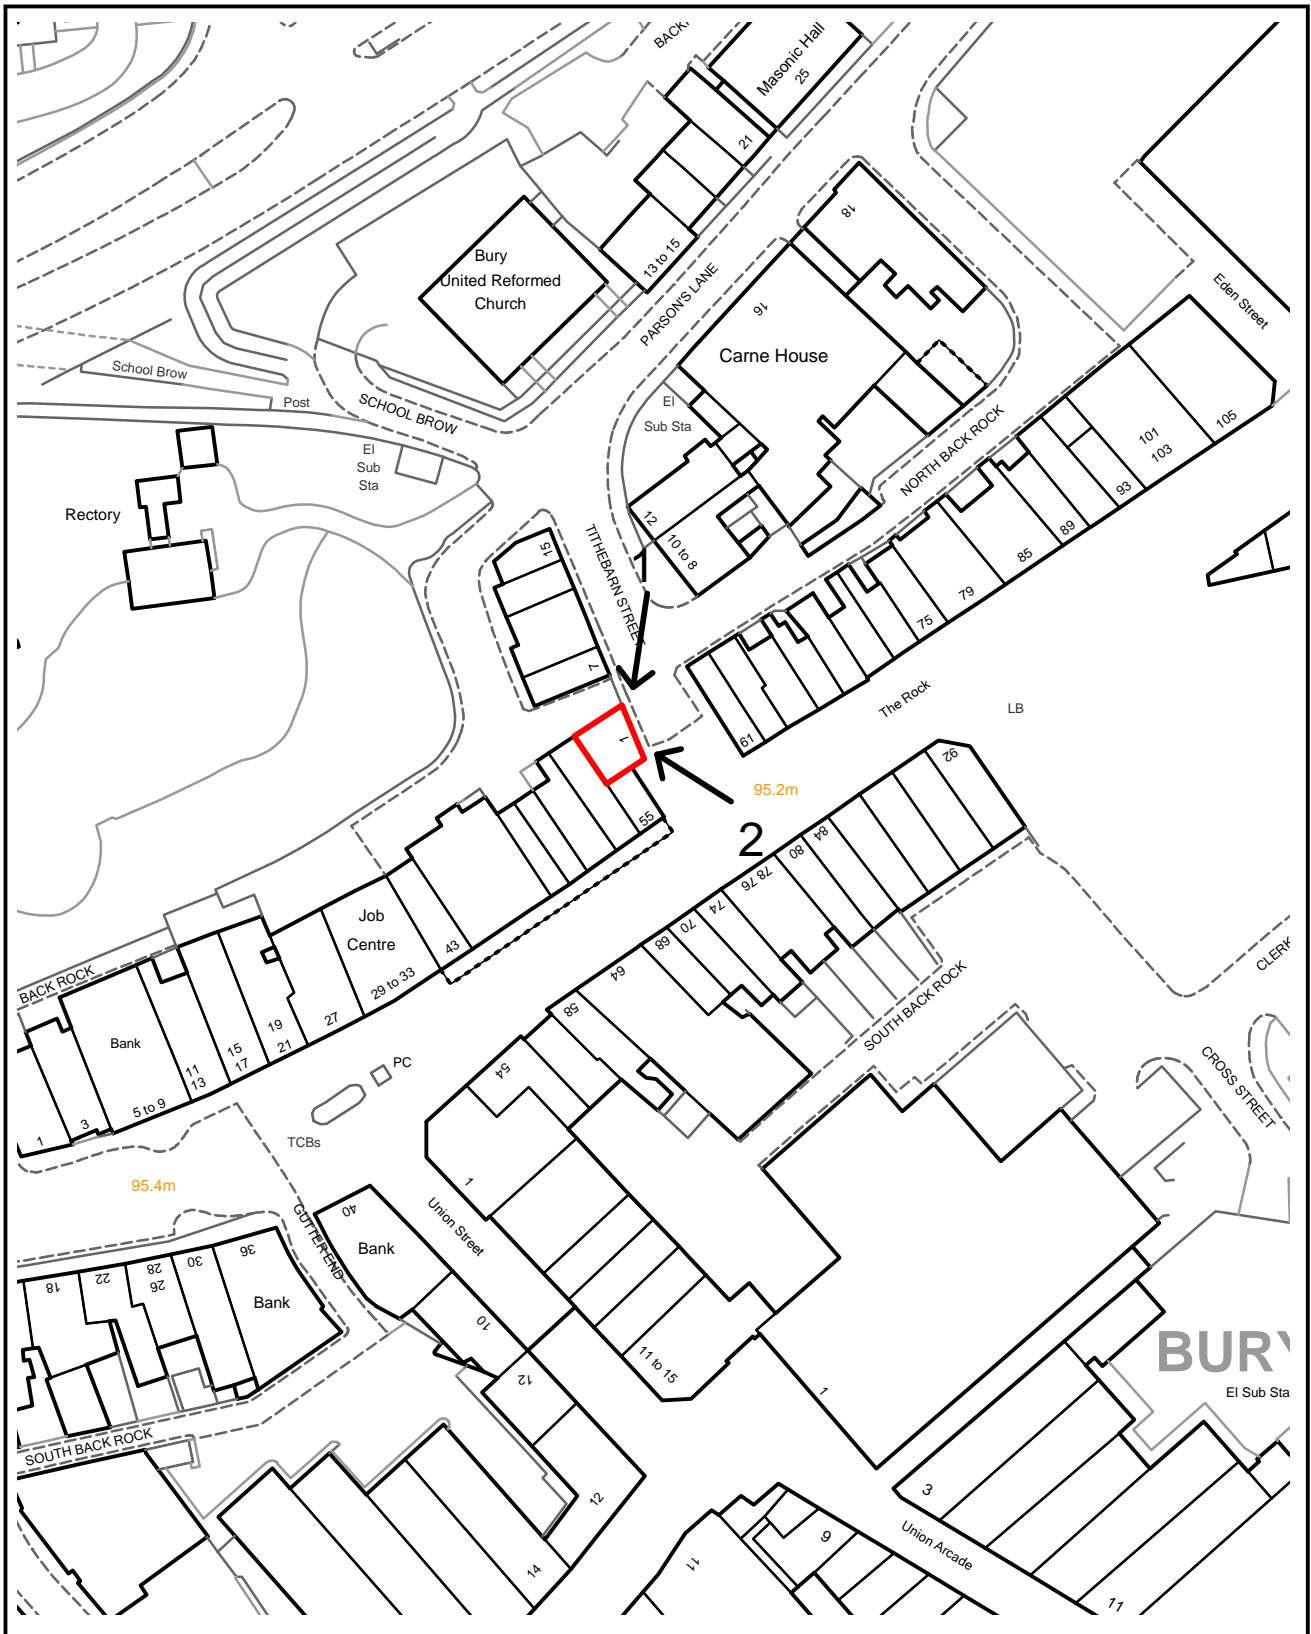 BACK
Masonic Hall
25
21
18
Bury
United Reformed
Church
13 to 15
PARSON'S LANE
Eden Street
16
Carne House
School Brow
Post
SCHOOL BROW
El
Sub Sta
El
Sub
Sta
NORTH BACK ROCK
101
103
105
93
89
85
79
75
Rectory
12
10 to 8
TITHEBARN STREET
15
7
61
The Rock
LB
1
95.2m
92
2
55
84
80
78 76
74
70
68
64
58
54
Job
Centre
43
29 to 33
27
19
21
15
17
11
13
BACK ROCK
Bank
5 to 9
3
1
CLERK
SOUTH BACK ROCK
CROSS STREET
PC
TCBs
95.4m
GUTTER END
40
Bank
Union Street
1
36
30
28
26
22
18
Bank
10
12
11 to 15
1
BURY
El Sub Sta
SOUTH BACK ROCK
12
14
3
Union Arcade
9
11
11